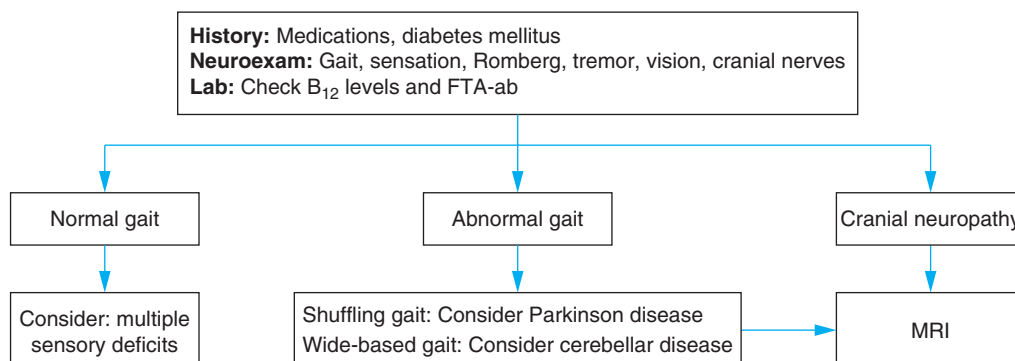 History: Medications, diabetes mellitus
Neuroexam: Gait, sensation, Romberg, tremor, vision, cranial nerves
Lab: Check B₁₂ levels and FTA-ab
Normal gait
Abnormal gait
Cranial neuropathy
Consider: multiple
sensory deficits
Shuffling gait: Consider Parkinson disease
Wide-based gait: Consider cerebellar disease
MRI